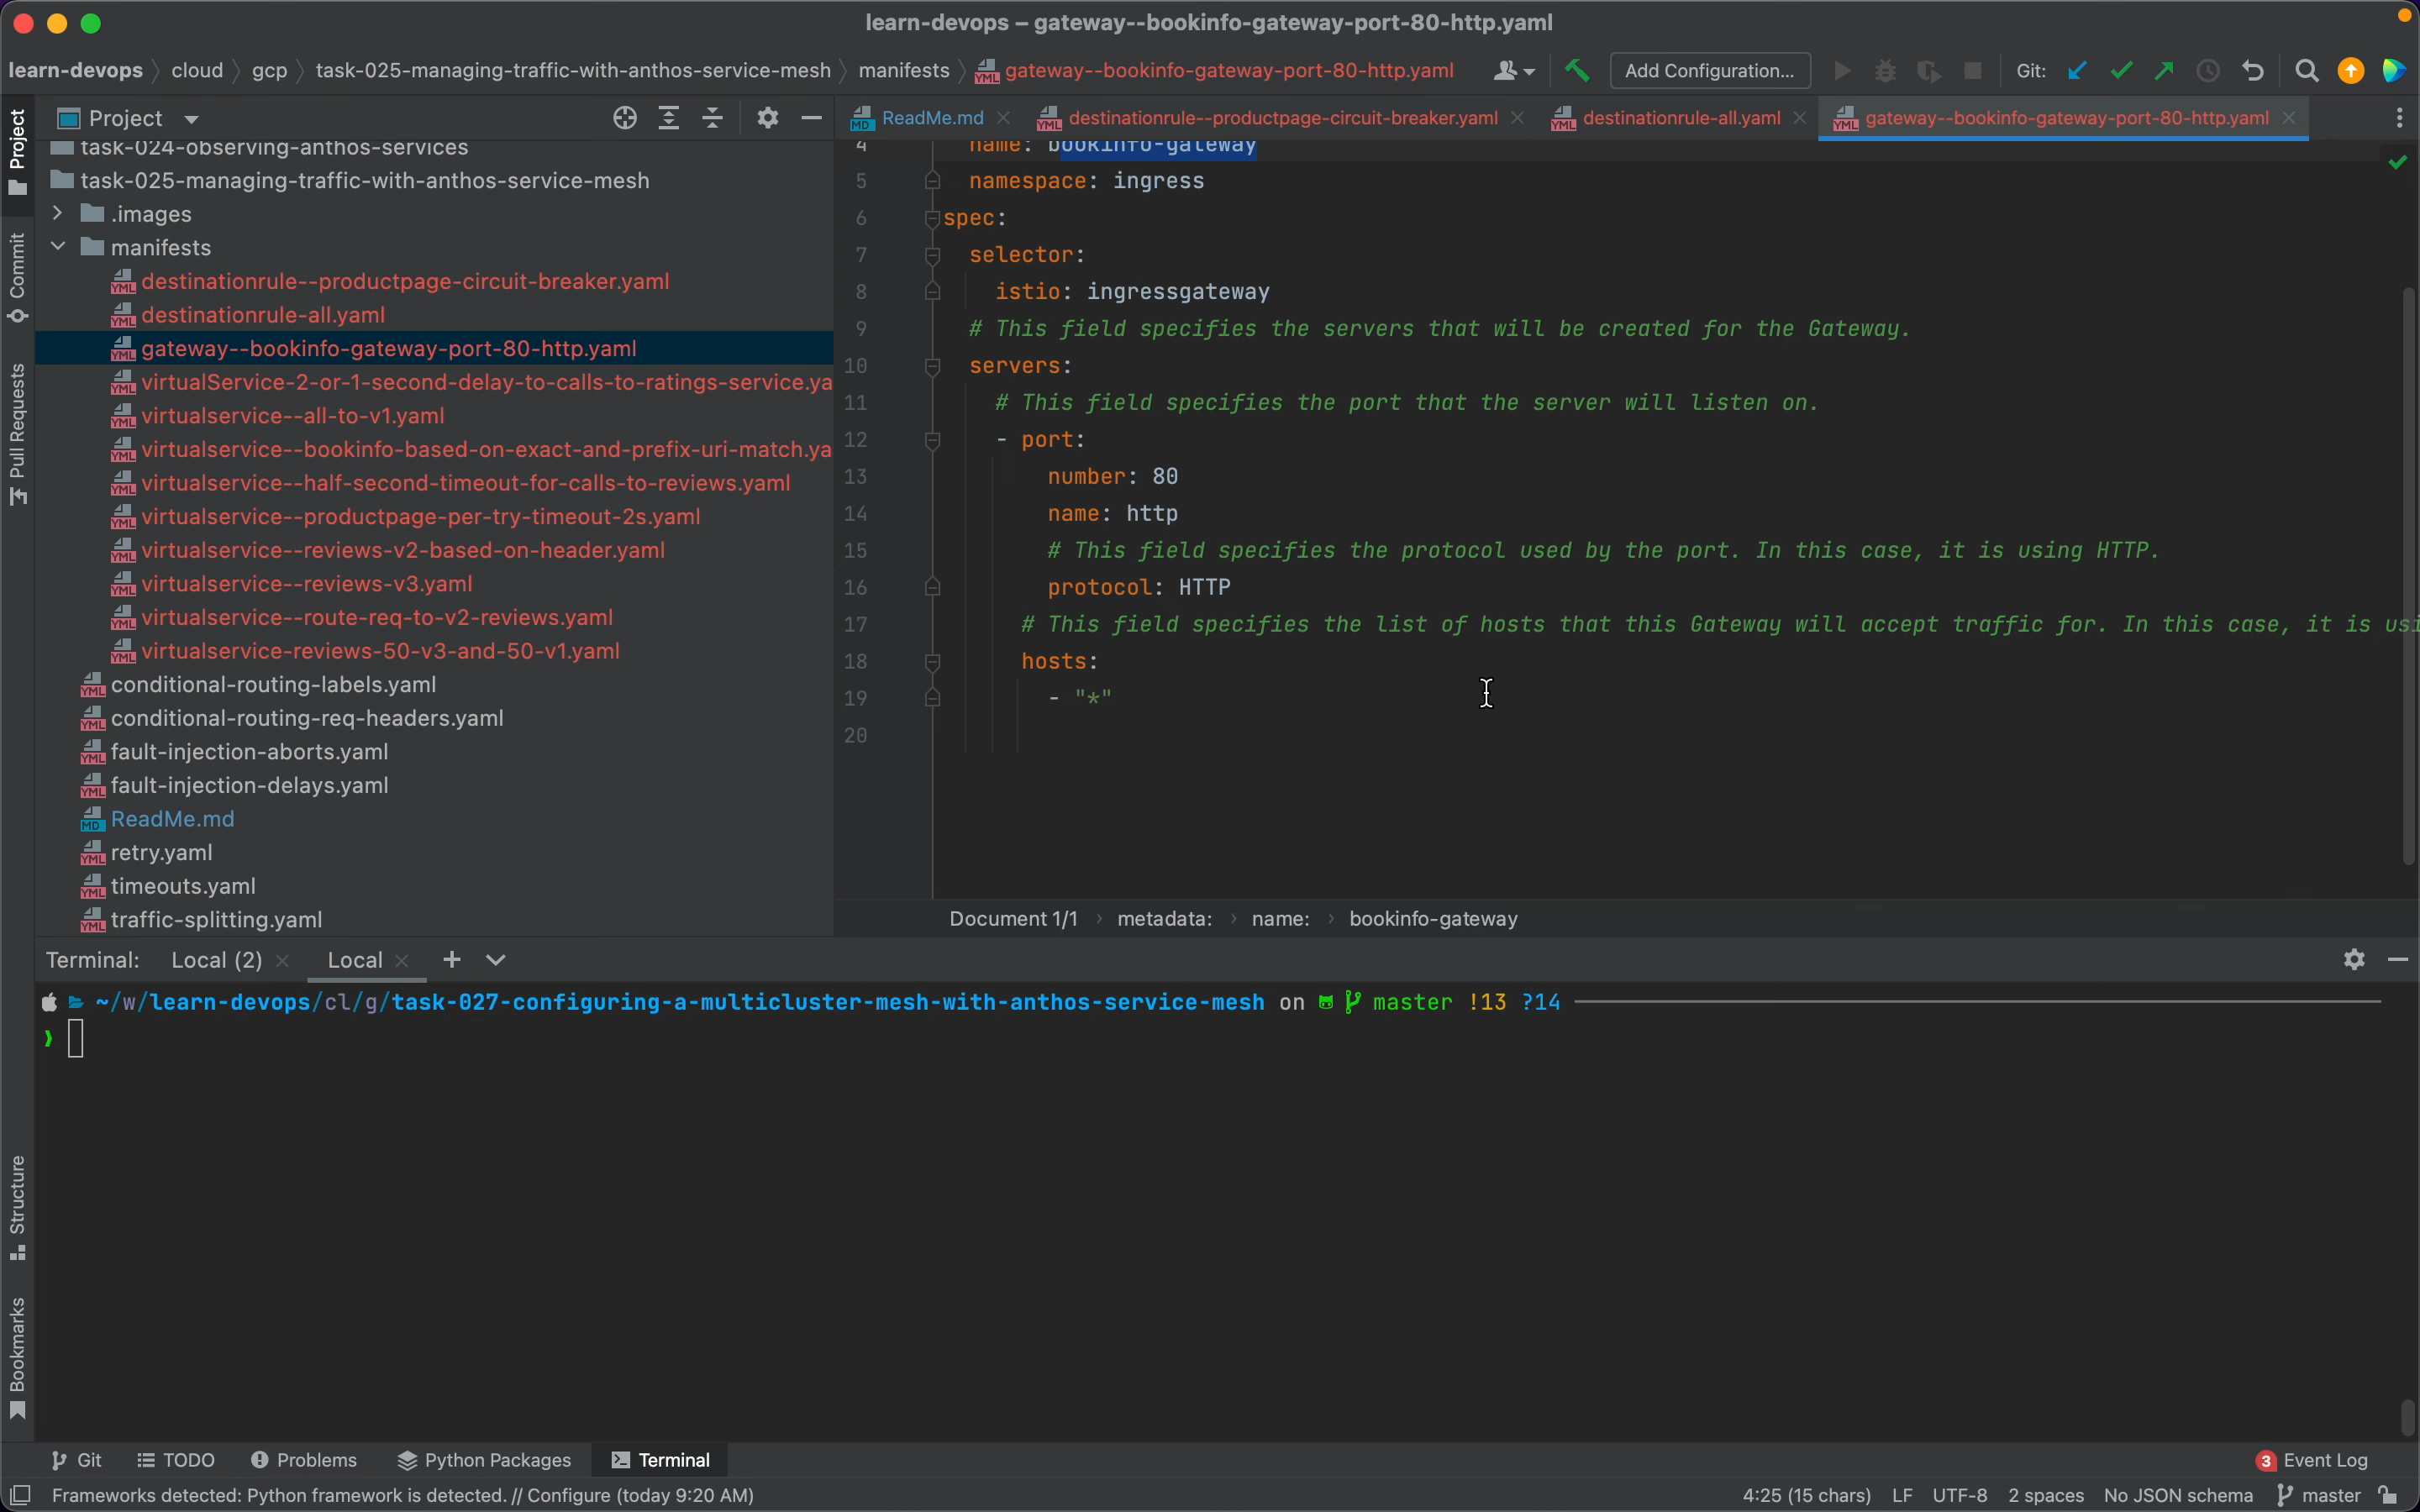 learn-devops – gateway--bookinfo-gateway-port-80-http.yaml
learn-devops cloud gcp task-025-managing-traffic-with-anthos-service-mesh manifests gateway--bookinfo-gateway-port-80-http.yaml Add Configuration... Git:
Project
ReadMe.md destinationrule--productpage-circuit-breaker.yaml destinationrule-all.yaml gateway--bookinfo-gateway-port-80-http.yaml
Project
Commit
Pull Requests
Structure
Bookmarks
task-024-observing-anthos-services
task-025-managing-traffic-with-anthos-service-mesh
.images
manifests
destinationrule--productpage-circuit-breaker.yaml
destinationrule-all.yaml
gateway--bookinfo-gateway-port-80-http.yaml
virtualService-2-or-1-second-delay-to-calls-to-ratings-service.ya
virtualservice--all-to-v1.yaml
virtualservice--bookinfo-based-on-exact-and-prefix-uri-match.ya
virtualservice--half-second-timeout-for-calls-to-reviews.yaml
virtualservice--productpage-per-try-timeout-2s.yaml
virtualservice--reviews-v2-based-on-header.yaml
virtualservice--reviews-v3.yaml
virtualservice--route-req-to-v2-reviews.yaml
virtualservice-reviews-50-v3-and-50-v1.yaml
conditional-routing-labels.yaml
conditional-routing-req-headers.yaml
fault-injection-aborts.yaml
fault-injection-delays.yaml
ReadMe.md
retry.yaml
timeouts.yaml
traffic-splitting.yaml
4 name: bookinfo-gateway
5 namespace: ingress
6 spec:
7 selector:
8 istio: ingressgateway
9 # This field specifies the servers that will be created for the Gateway.
10 servers:
11 # This field specifies the port that the server will listen on.
12 - port:
13 number: 80
14 name: http
15 # This field specifies the protocol used by the port. In this case, it is using HTTP.
16 protocol: HTTP
17 # This field specifies the list of hosts that this Gateway will accept traffic for. In this case, it is usi
18 hosts:
19 - "*"
20
Document 1/1 › metadata: › name: › bookinfo-gateway
Terminal: Local (2) Local
~/w/learn-devops/cl/g/task-027-configuring-a-multicluster-mesh-with-anthos-service-mesh on master !13 ?14
❯
Git TODO Problems Python Packages Terminal 3 Event Log
Frameworks detected: Python framework is detected. // Configure (today 9:20 AM) 4:25 (15 chars) LF UTF-8 2 spaces No JSON schema master